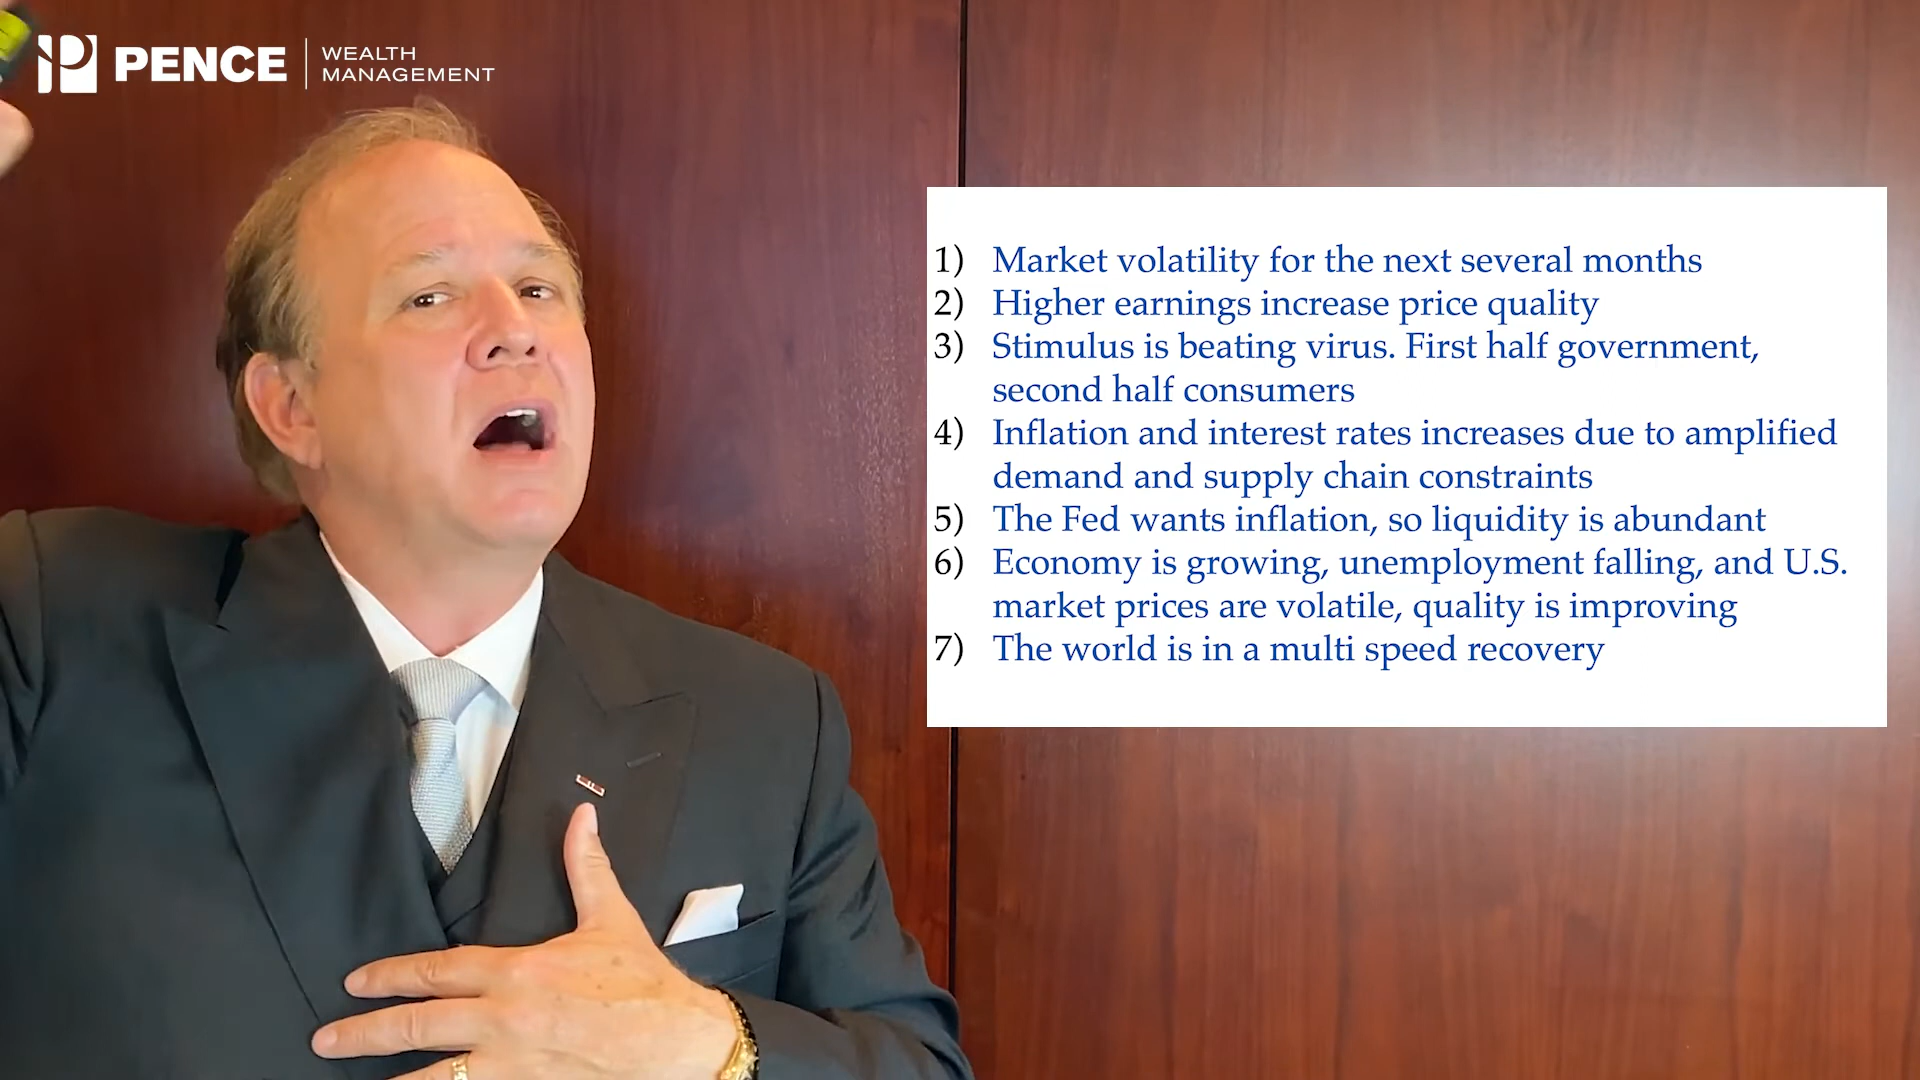 PENCE
WEALTH
MANAGEMENT
1) Market volatility for the next several months
2) Higher earnings increase price quality
3) Stimulus is beating virus. First half government,
second half consumers
4) Inflation and interest rates increases due to amplified
demand and supply chain constraints
5) The Fed wants inflation, so liquidity is abundant
6) Economy is growing, unemployment falling, and U.S.
market prices are volatile, quality is improving
7) The world is in a multi speed recovery